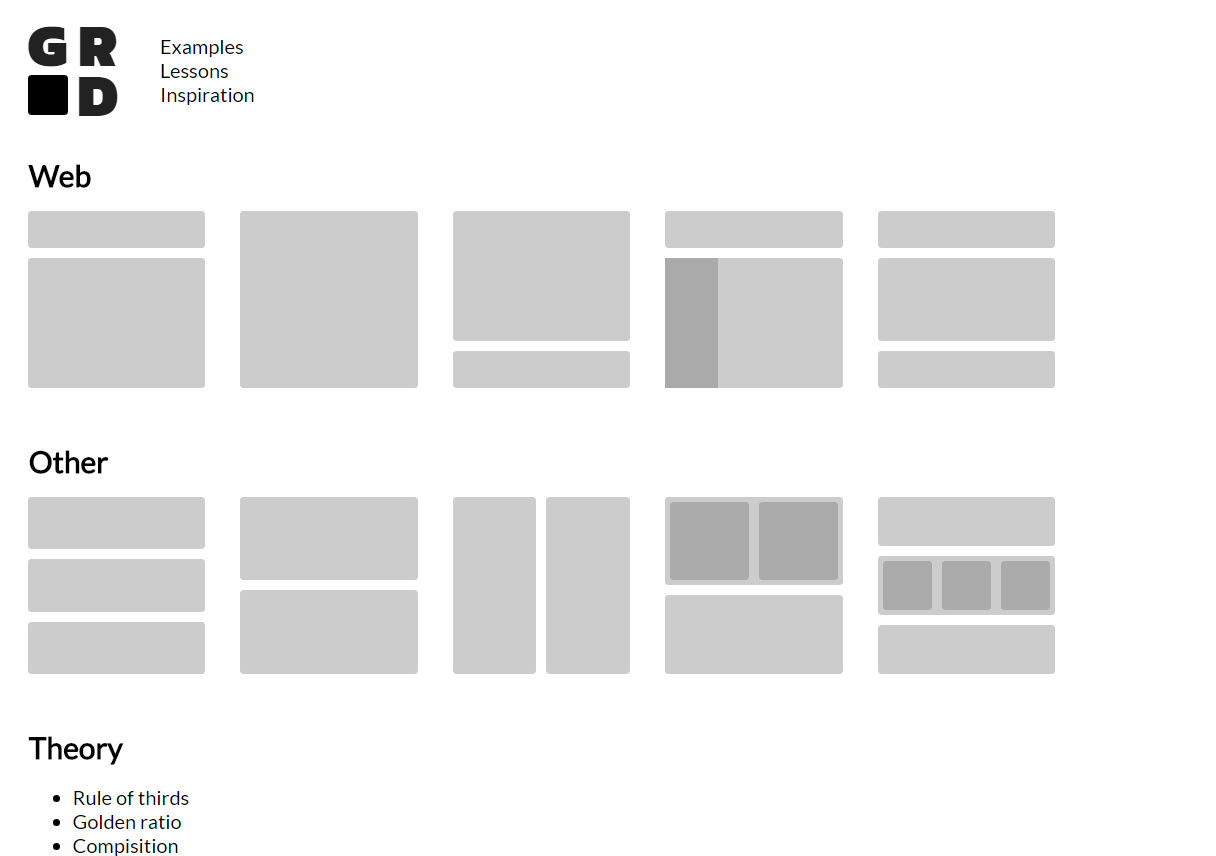 G R
D
Examples
Lessons
Inspiration
Web
Other
Theory
Rule of thirds
Golden ratio
Compisition